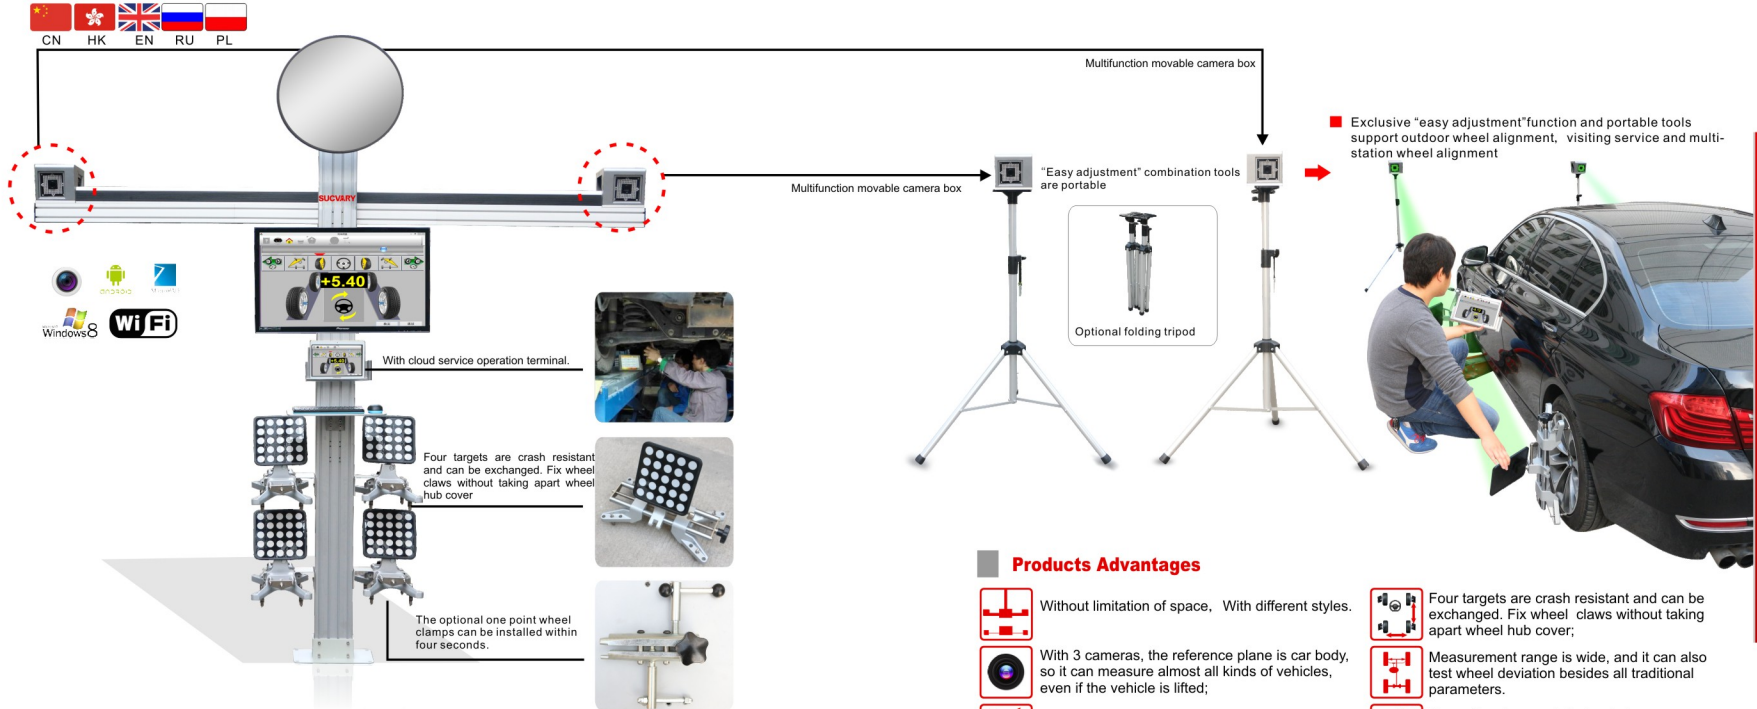 CN HK EN RU PL
Multifunction movable camera box
Exclusive “easy adjustment”function and portable tools
support outdoor wheel alignment, visiting service and multi-
station wheel alignment
“Easy adjustment” combination tools
are portable
Multifunction movable camera box
SUCVARY
+5.40
Optional folding tripod
ANDROID
Windows 8
Wi Fi
With cloud service operation terminal.
Four targets are crash resistant
and can be exchanged. Fix wheel
claws without taking apart wheel
hub cover
The optional one point wheel
clamps can be installed within
four seconds.
Products Advantages
Without limitation of space, With different styles.
With 3 cameras, the reference plane is car body,
so it can measure almost all kinds of vehicles,
even if the vehicle is lifted;
Four targets are crash resistant and can be
exchanged. Fix wheel claws without taking
apart wheel hub cover;
Measurement range is wide, and it can also
test wheel deviation besides all traditional
parameters.